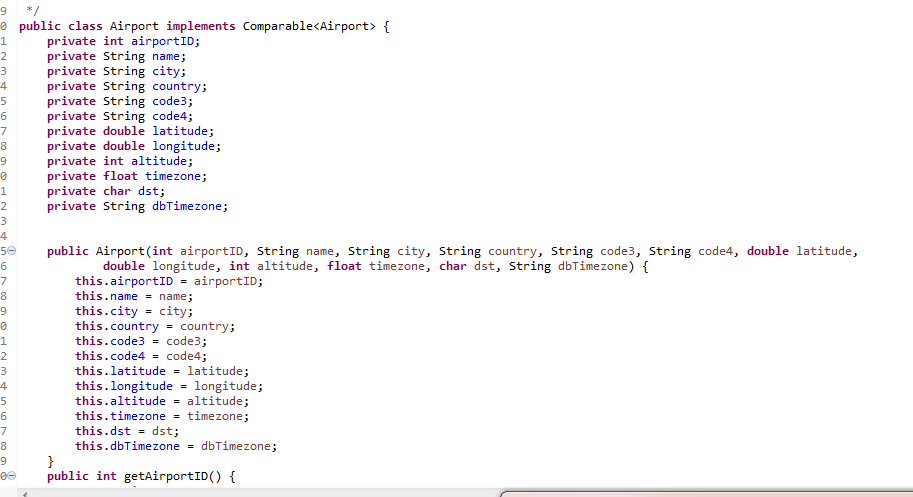 9 */
0 public class Airport implements Comparable<Airport> {
1 private int airportID;
2 private String name;
3 private String city;
4 private String country;
5 private String code3;
6 private String code4;
7 private double latitude;
8 private double longitude;
9 private int altitude;
0 private float timezone;
1 private char dst;
2 private String dbTimezone;
3
4
5 public Airport(int airportID, String name, String city, String country, String code3, String code4, double latitude,
6 double longitude, int altitude, float timezone, char dst, String dbTimezone) {
7 this.airportID = airportID;
8 this.name = name;
9 this.city = city;
0 this.country = country;
1 this.code3 = code3;
2 this.code4 = code4;
3 this.latitude = latitude;
4 this.longitude = longitude;
5 this.altitude = altitude;
6 this.timezone = timezone;
7 this.dst = dst;
8 this.dbTimezone = dbTimezone;
9 }
0 public int getAirportID() {